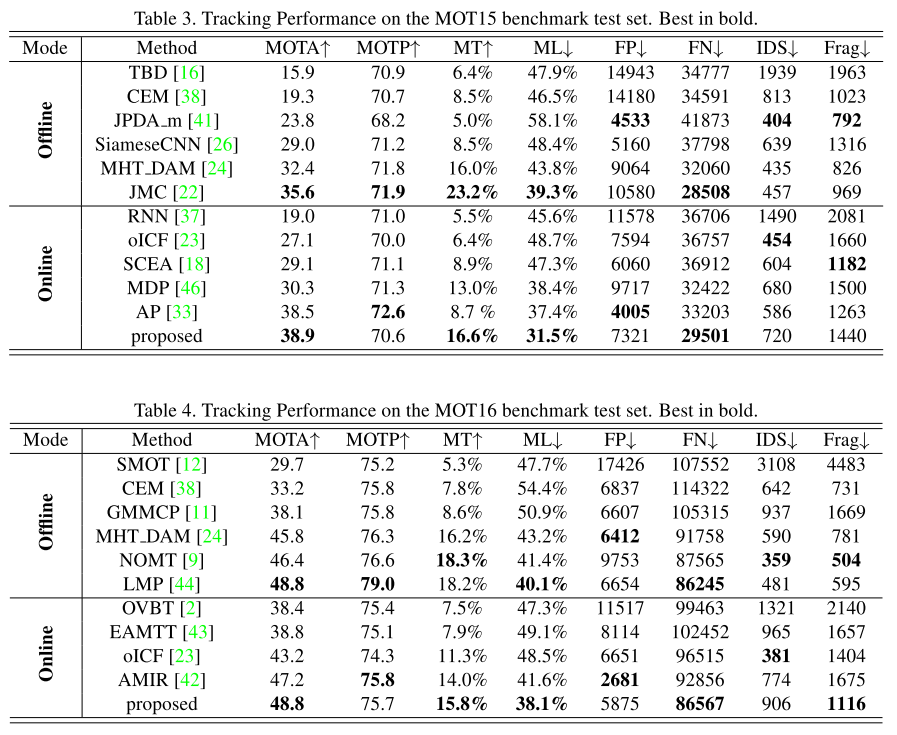 Table 3. Tracking Performance on the MOT15 benchmark test set. Best in bold.
Mode Method MOTA↑ MOTP↑ MT↑ ML↓ FP↓ FN↓ IDS↓ Frag↓
Offline
TBD [16] 15.9 70.9 6.4% 47.9% 14943 34777 1939 1963
CEM [38] 19.3 70.7 8.5% 46.5% 14180 34591 813 1023
JPDA_m [41] 23.8 68.2 5.0% 58.1% 4533 41873 404 792
SiameseCNN [26] 29.0 71.2 8.5% 48.4% 5160 37798 639 1316
MHT_DAM [24] 32.4 71.8 16.0% 43.8% 9064 32060 435 826
JMC [22] 35.6 71.9 23.2% 39.3% 10580 28508 457 969
Online
RNN [37] 19.0 71.0 5.5% 45.6% 11578 36706 1490 2081
oICF [23] 27.1 70.0 6.4% 48.7% 7594 36757 454 1660
SCEA [18] 29.1 71.1 8.9% 47.3% 6060 36912 604 1182
MDP [46] 30.3 71.3 13.0% 38.4% 9717 32422 680 1500
AP [33] 38.5 72.6 8.7 % 37.4% 4005 33203 586 1263
proposed 38.9 70.6 16.6% 31.5% 7321 29501 720 1440
Table 4. Tracking Performance on the MOT16 benchmark test set. Best in bold.
Mode Method MOTA↑ MOTP↑ MT↑ ML↓ FP↓ FN↓ IDS↓ Frag↓
Offline
SMOT [12] 29.7 75.2 5.3% 47.7% 17426 107552 3108 4483
CEM [38] 33.2 75.8 7.8% 54.4% 6837 114322 642 731
GMMCP [11] 38.1 75.8 8.6% 50.9% 6607 105315 937 1669
MHT_DAM [24] 45.8 76.3 16.2% 43.2% 6412 91758 590 781
NOMT [9] 46.4 76.6 18.3% 41.4% 9753 87565 359 504
LMP [44] 48.8 79.0 18.2% 40.1% 6654 86245 481 595
Online
OVBT [2] 38.4 75.4 7.5% 47.3% 11517 99463 1321 2140
EAMTT [43] 38.8 75.1 7.9% 49.1% 8114 102452 965 1657
oICF [23] 43.2 74.3 11.3% 48.5% 6651 96515 381 1404
AMIR [42] 47.2 75.8 14.0% 41.6% 2681 92856 774 1675
proposed 48.8 75.7 15.8% 38.1% 5875 86567 906 1116